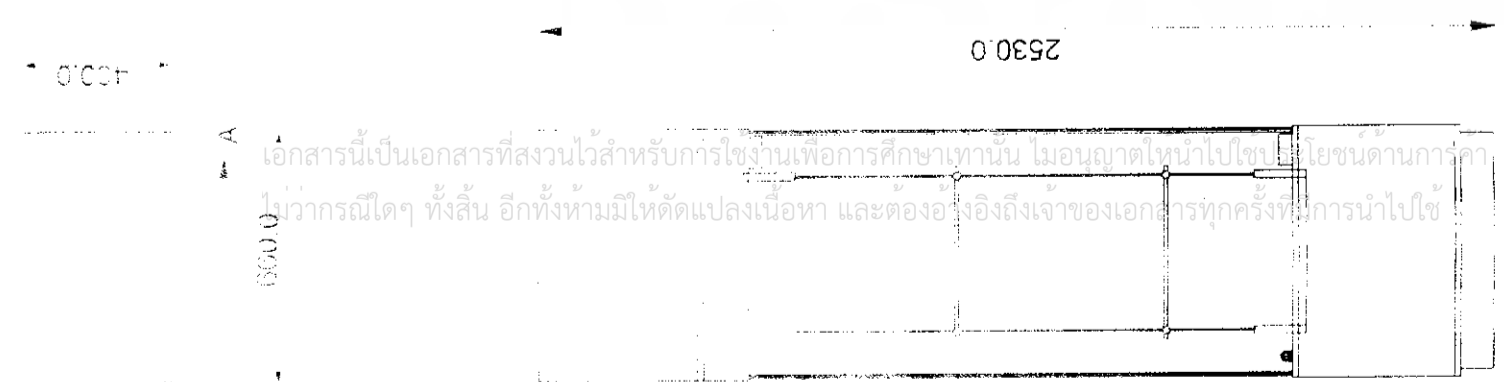 2530.0
400.0
A
เอกสารนี้เป็นเอกสารที่สงวนไว้สำหรับการใช้งานเพื่อการศึกษาเท่านั้น ไม่อนุญาตให้นำไปใช้ประโยชน์ด้านการค้า
ไม่ว่ากรณีใดๆ ทั้งสิ้น อีกทั้งห้ามมิให้ดัดแปลงเนื้อหา และต้องอ้างอิงถึงเจ้าของเอกสารทุกครั้งที่มีการนำไปใช้
600.0